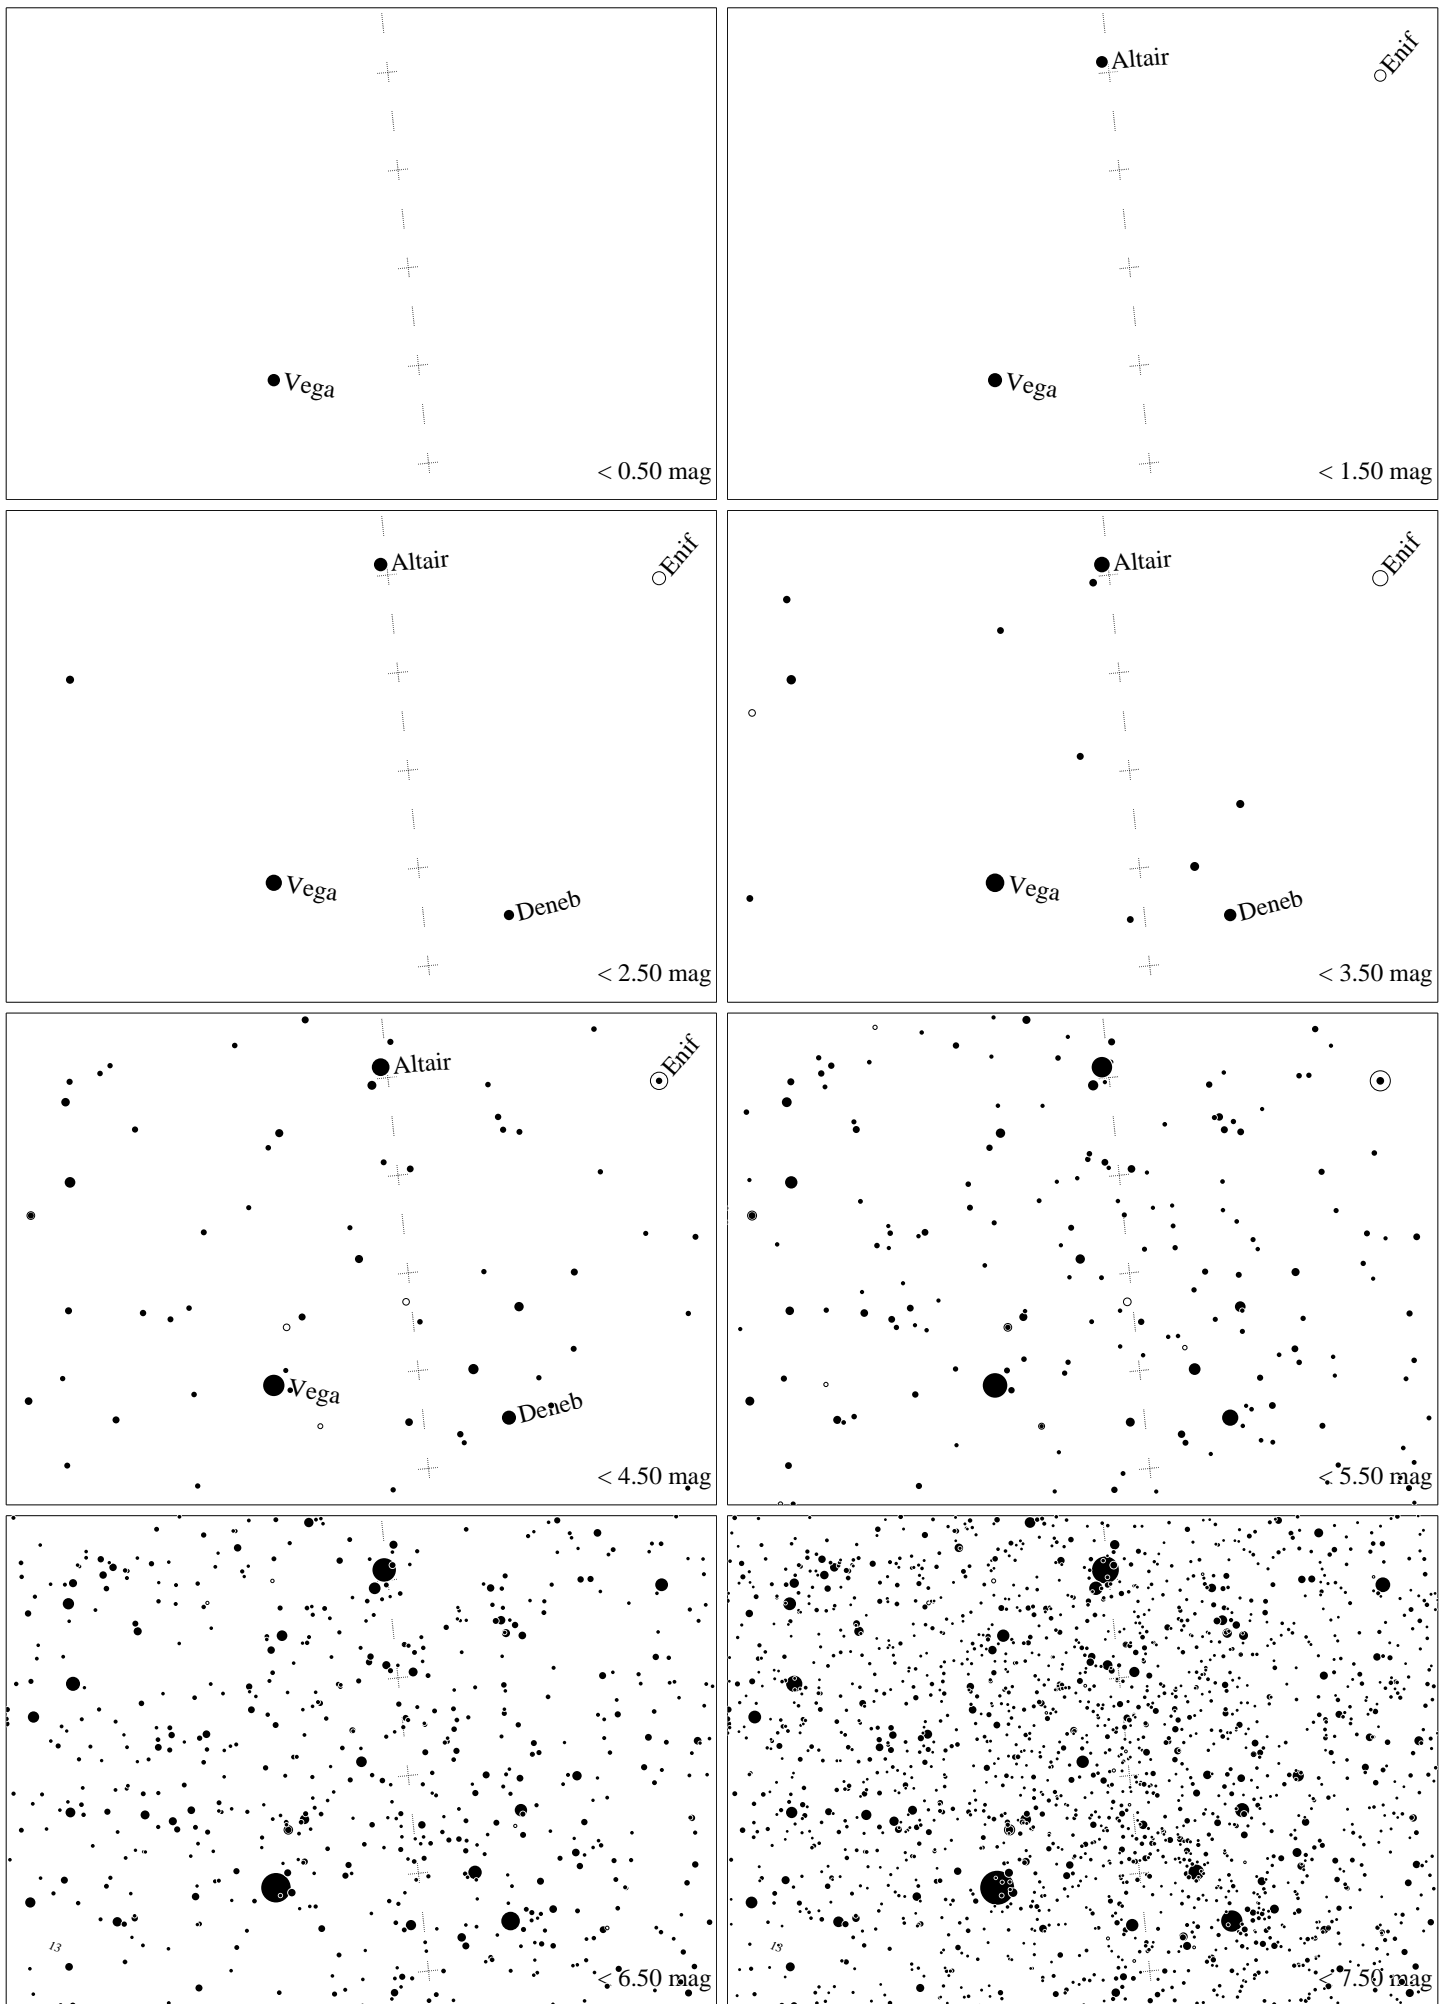 Vega
< 0.50 mag
Altair
Enif
Vega
< 1.50 mag
Altair
Enif
Vega
Deneb
< 2.50 mag
Altair
Enif
Vega
Deneb
< 3.50 mag
Altair
Enif
Vega
Deneb
< 4.50 mag
< 5.50 mag
13
< 6.50 mag
13
< 7.50 mag